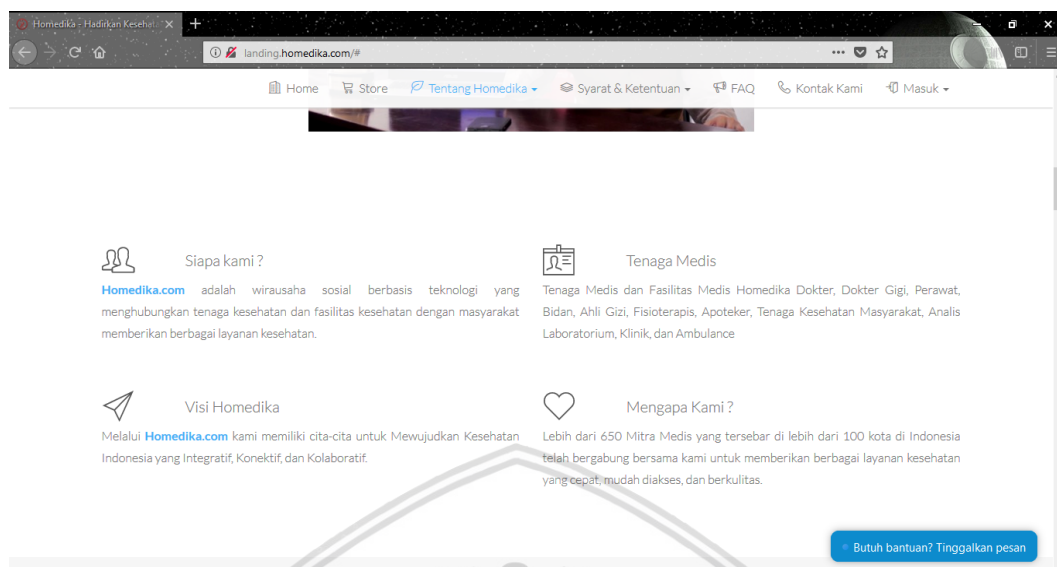 Homedika - Hadirkan Kesehat
landing.homedika.com/#
Home Store Tentang Homedika Syarat & Ketentuan FAQ Kontak Kami Masuk
Siapa kami ?
Homedika.com adalah wirausaha sosial berbasis teknologi yang
menghubungkan tenaga kesehatan dan fasilitas kesehatan dengan masyarakat
memberikan berbagai layanan kesehatan.
Tenaga Medis
Tenaga Medis dan Fasilitas Medis Homedika Dokter, Dokter Gigi, Perawat,
Bidan, Ahli Gizi, Fisioterapis, Apoteker, Tenaga Kesehatan Masyarakat, Analis
Laboratorium, Klinik, dan Ambulance
Visi Homedika
Melalui Homedika.com kami memiliki cita-cita untuk Mewujudkan Kesehatan
Indonesia yang Integratif, Konektif, dan Kolaboratif.
Mengapa Kami ?
Lebih dari 650 Mitra Medis yang tersebar di lebih dari 100 kota di Indonesia
telah bergabung bersama kami untuk memberikan berbagai layanan kesehatan
yang cepat, mudah diakses, dan berkulitas.
Butuh bantuan? Tinggalkan pesan